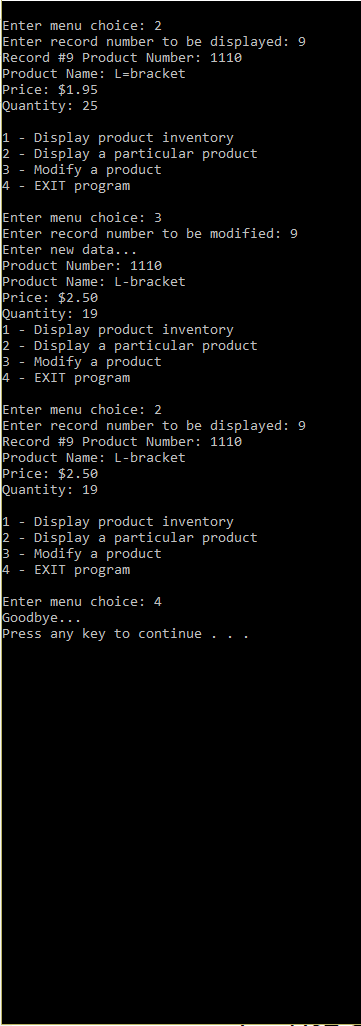 Enter menu choice: 2
Enter record number to be displayed: 9
Record #9 Product Number: 1110
Product Name: L=bracket
Price: $1.95
Quantity: 25
1 - Display product inventory
2 - Display a particular product
3 - Modify a product
4 - EXIT program
Enter menu choice: 3
Enter record number to be modified: 9
Enter new data...
Product Number: 1110
Product Name: L-bracket
Price: $2.50
Quantity: 19
1 - Display product inventory
2 - Display a particular product
3 - Modify a product
4 - EXIT program
Enter menu choice: 2
Enter record number to be displayed: 9
Record #9 Product Number: 1110
Product Name: L-bracket
Price: $2.50
Quantity: 19
1 - Display product inventory
2 - Display a particular product
3 - Modify a product
4 - EXIT program
Enter menu choice: 4
Goodbye...
Press any key to continue . . .